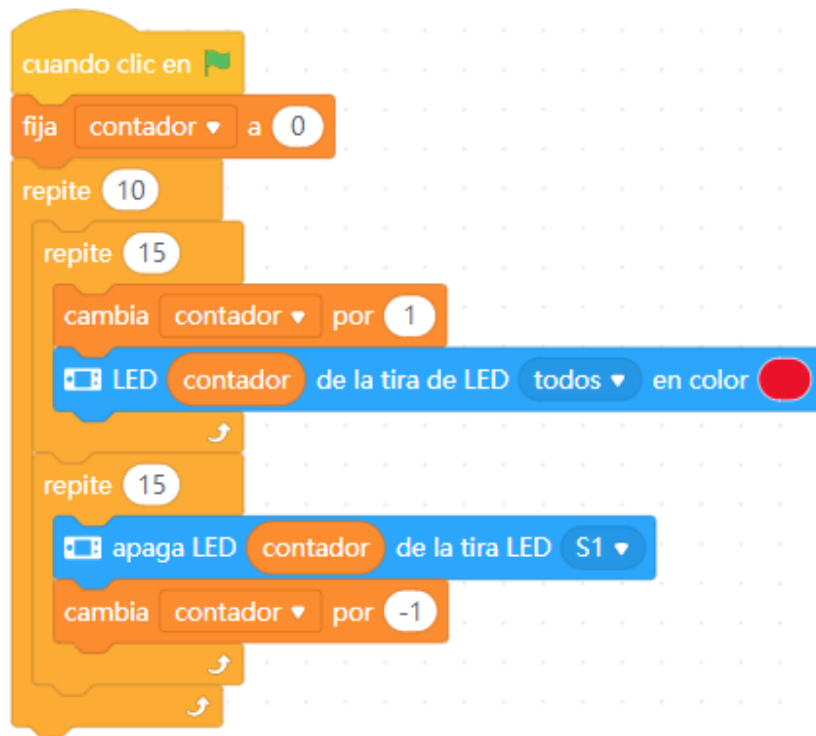 cuando clic en
fija contador a 0
repite 10
repite 15
cambia contador por 1
LED contador de la tira de LED todos en color
repite 15
apaga LED contador de la tira LED S1
cambia contador por -1